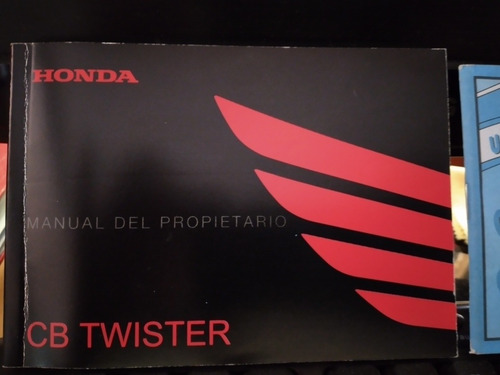 HONDA
MANUAL DEL PROPIETARIO
CB TWISTER
U